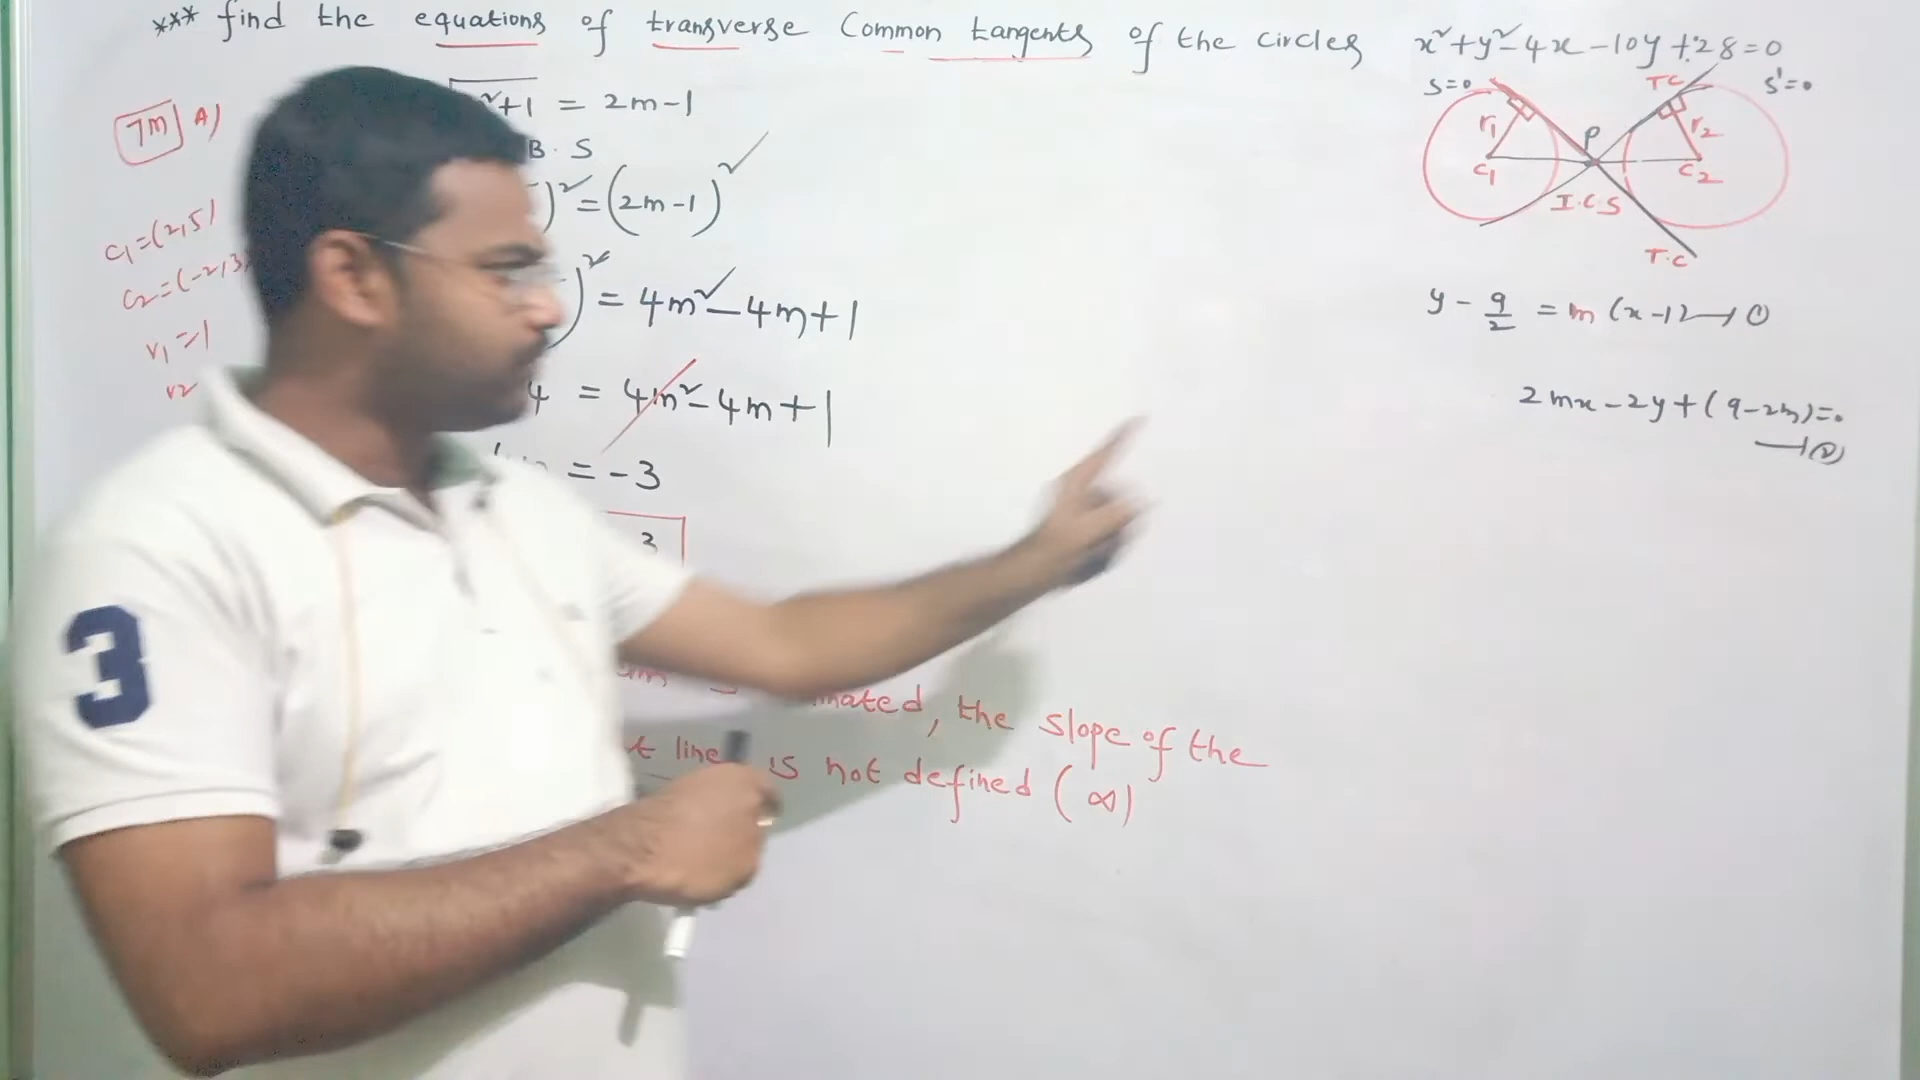 *** find the equations of transverse Common tangents of the circles x²+y²-4x-10y+28=0
7m A)
²+1 = 2m-1
B.S
)² = (2m-1)²
)² = 4m²-4m+1
4 = 4m²-4m+1
= -3
3
C1=(2,5)
C2=(-2,3)
r1=1
r2
mated, the slope of the
t line is not defined (∞)
S=0 T.C S'=0
r1 P r2
C1 C2
I.C.S
T.C
y - 9/2 = m(x-1) → ①
2mx-2y+(9-2m)=0
→ ②
3